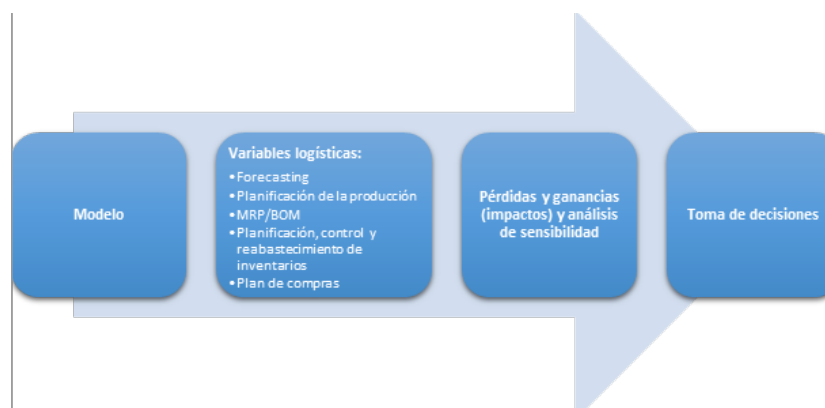 Modelo
Variables logísticas:
•Forecasting
•Planificación de la producción
•MRP/BOM
•Planificación, control y
reabastecimiento de
inventarios
•Plan de compras
Pérdidas y ganancias
(impactos) y análisis
de sensibilidad
Toma de decisiones